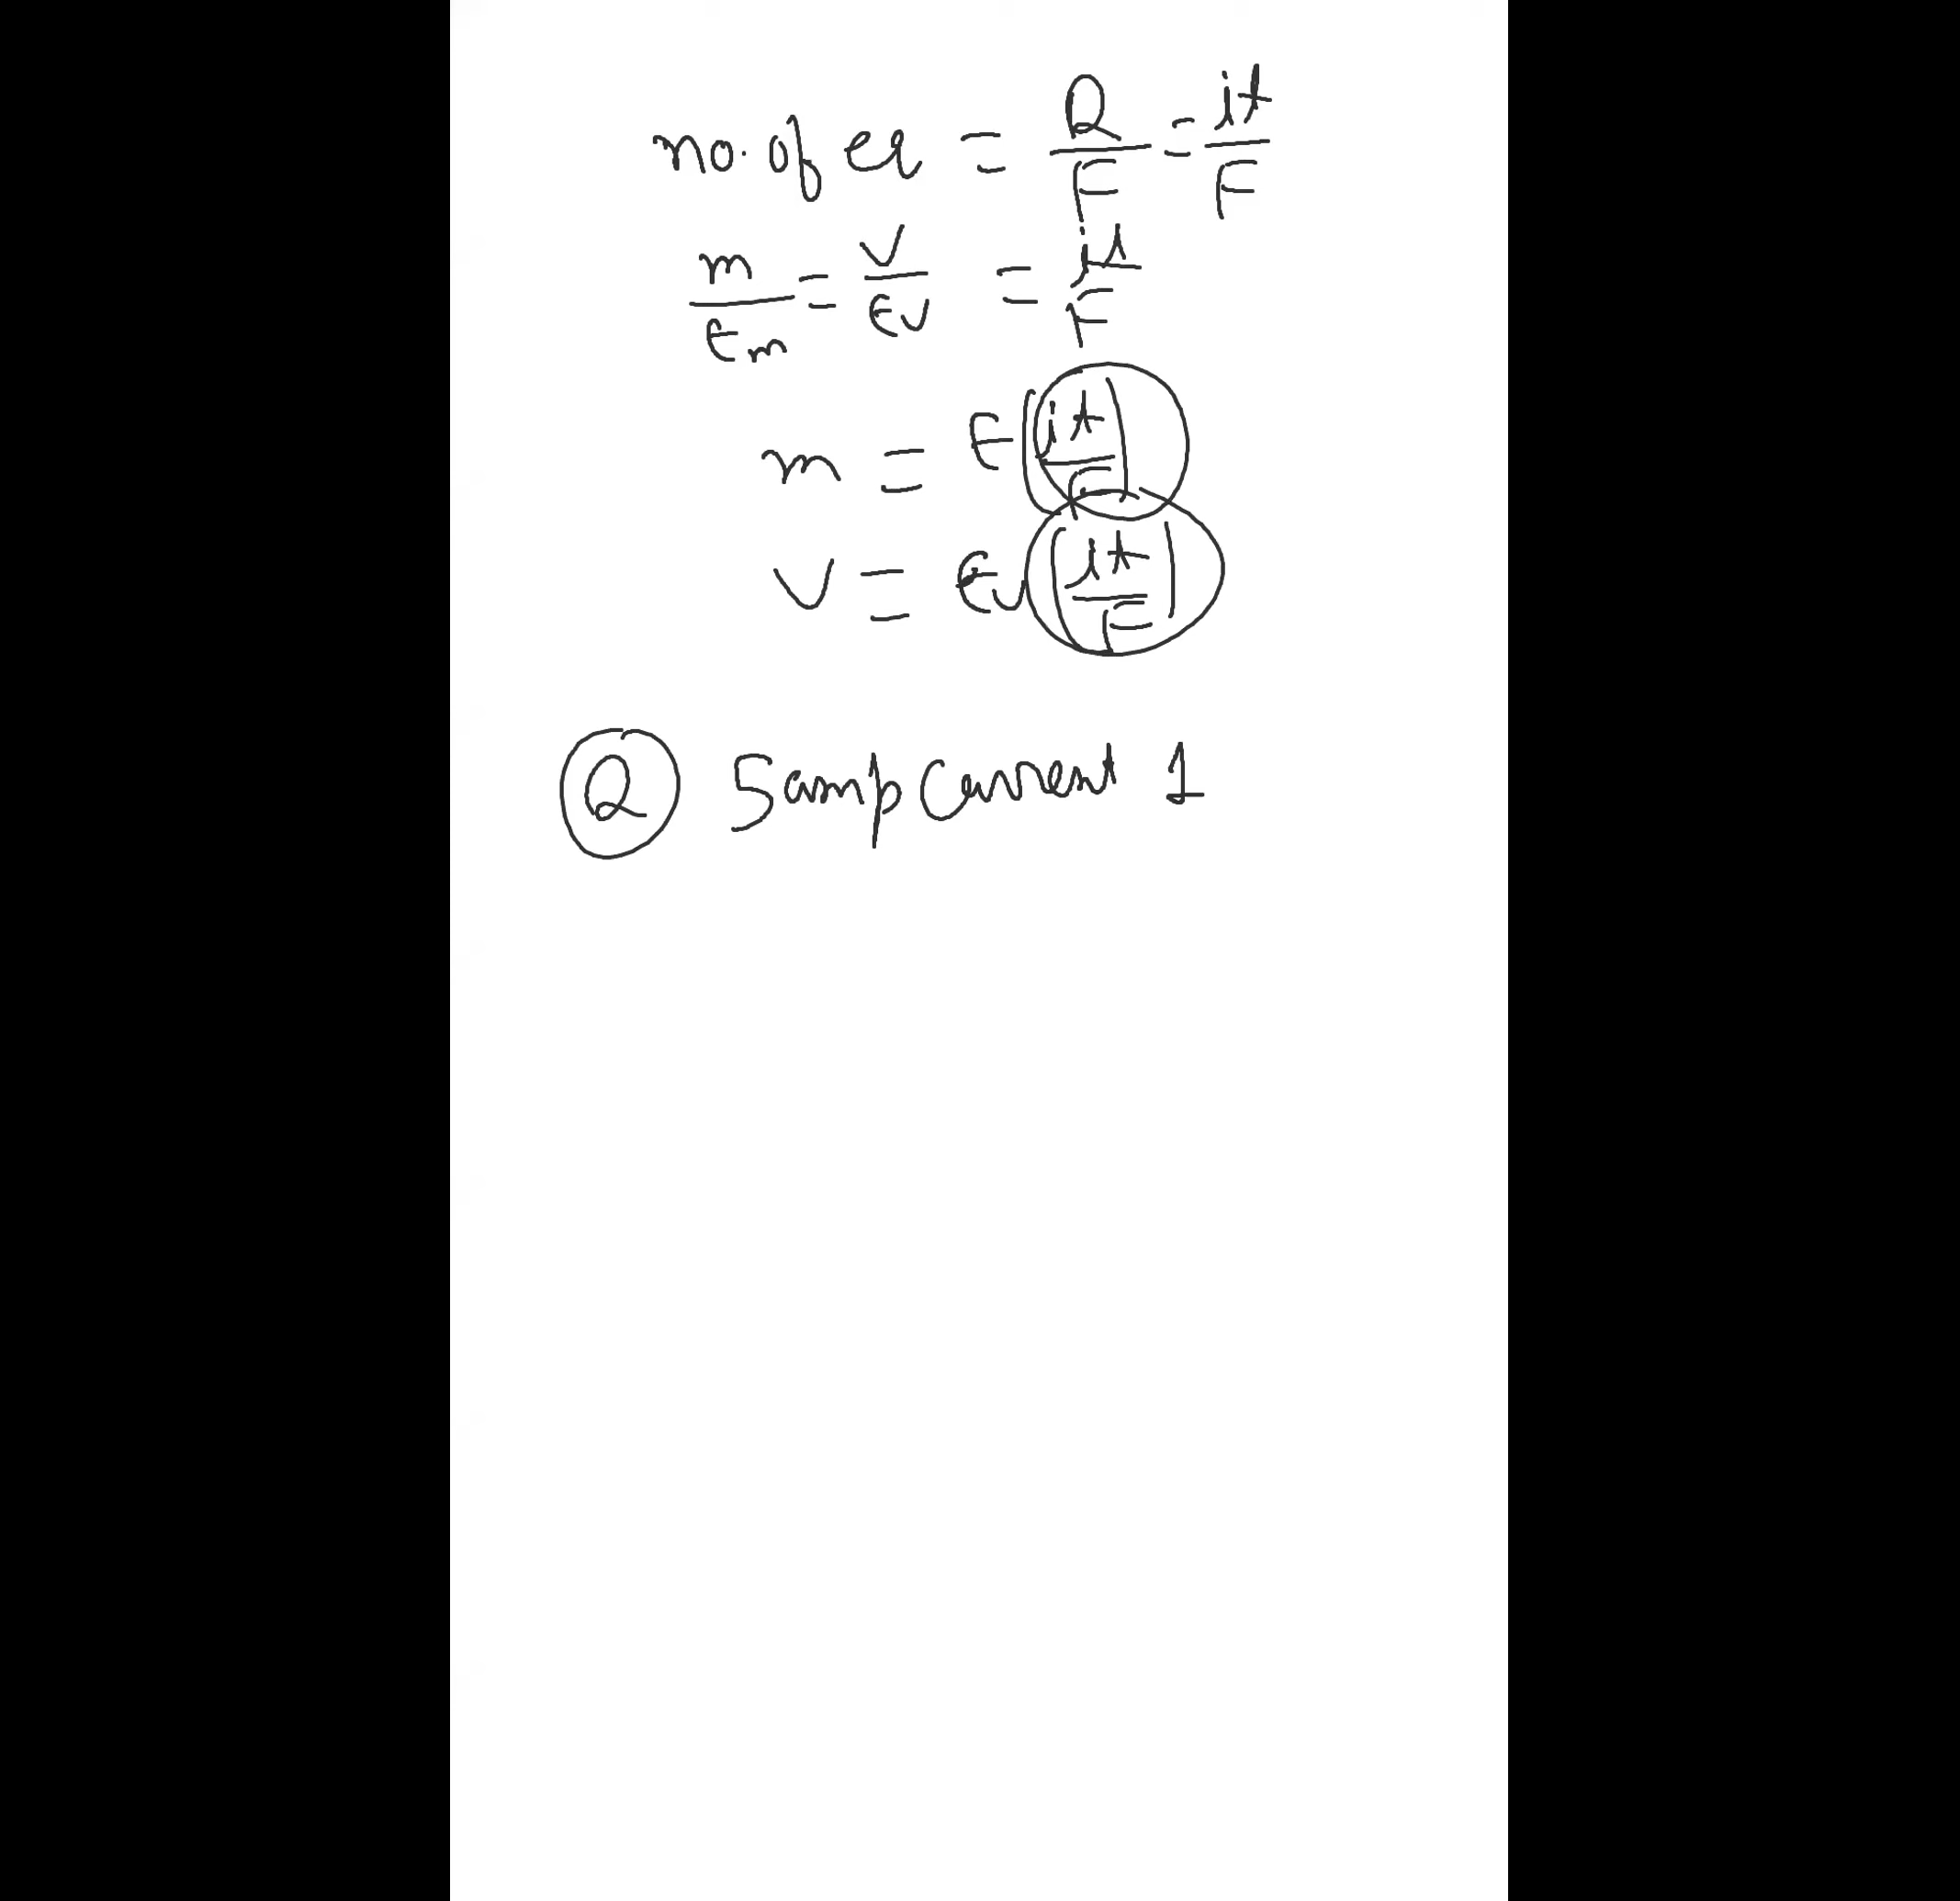 no. of eq = Q/F = it/F
m/Em = V/EV = it/F
m = E(it/F)
V = EV(it/F)
Q 5amp current 1